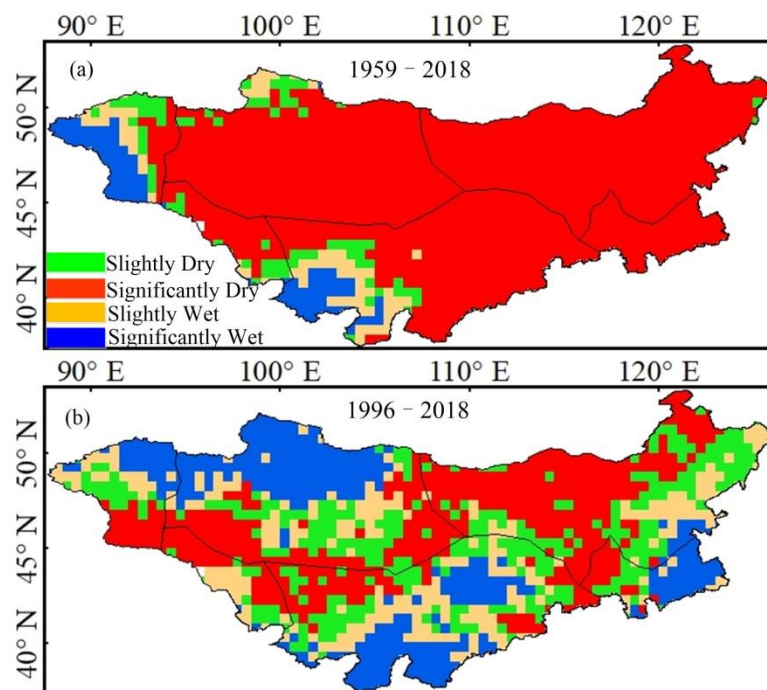 90° E 100° E 110° E 120° E
(a) 1959 - 2018
50° N
45° N
40° N
Slightly Dry
Significantly Dry
Slightly Wet
Significantly Wet
90° E 100° E 110° E 120° E
(b) 1996 - 2018
50° N
45° N
40° N